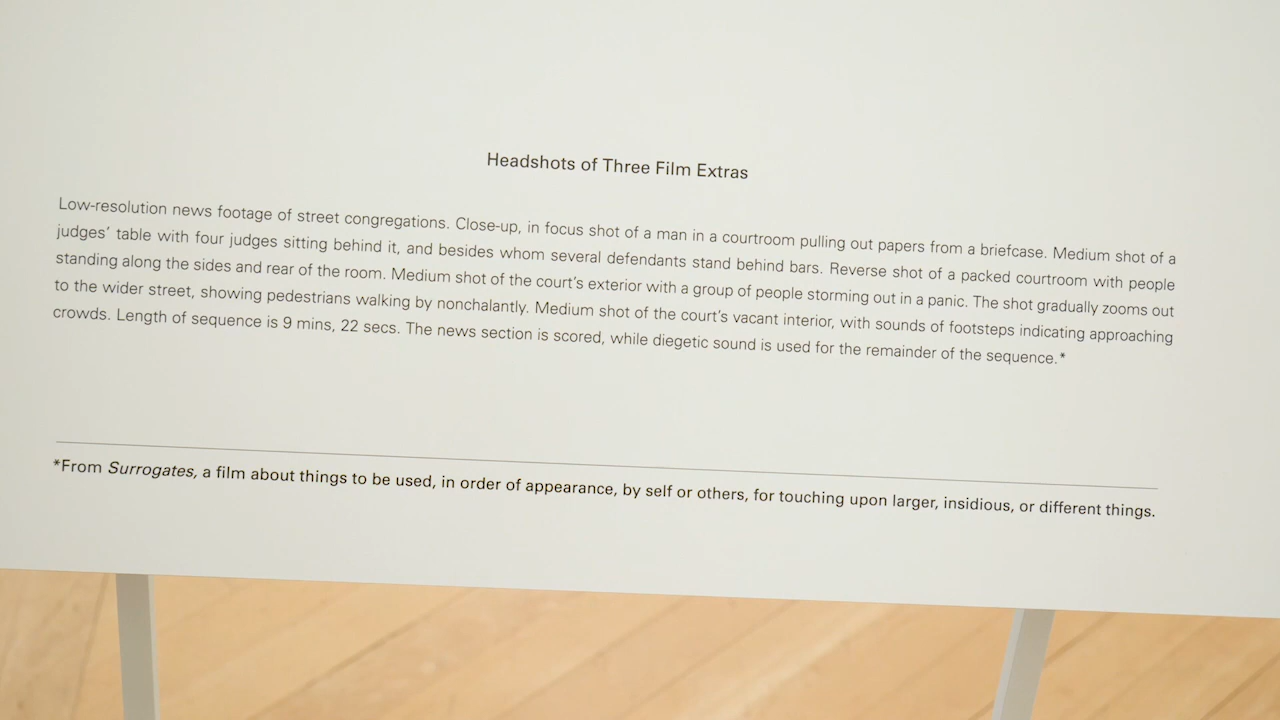 Headshots of Three Film Extras
Low-resolution news footage of street congregations. Close-up, in focus shot of a man in a courtroom pulling out papers from a briefcase. Medium shot of a
judges’ table with four judges sitting behind it, and besides whom several defendants stand behind bars. Reverse shot of a packed courtroom with people
standing along the sides and rear of the room. Medium shot of the court’s exterior with a group of people storming out in a panic. The shot gradually zooms out
to the wider street, showing pedestrians walking by nonchalantly. Medium shot of the court’s vacant interior, with sounds of footsteps indicating approaching
crowds. Length of sequence is 9 mins, 22 secs. The news section is scored, while diegetic sound is used for the remainder of the sequence.*
*From Surrogates, a film about things to be used, in order of appearance, by self or others, for touching upon larger, insidious, or different things.